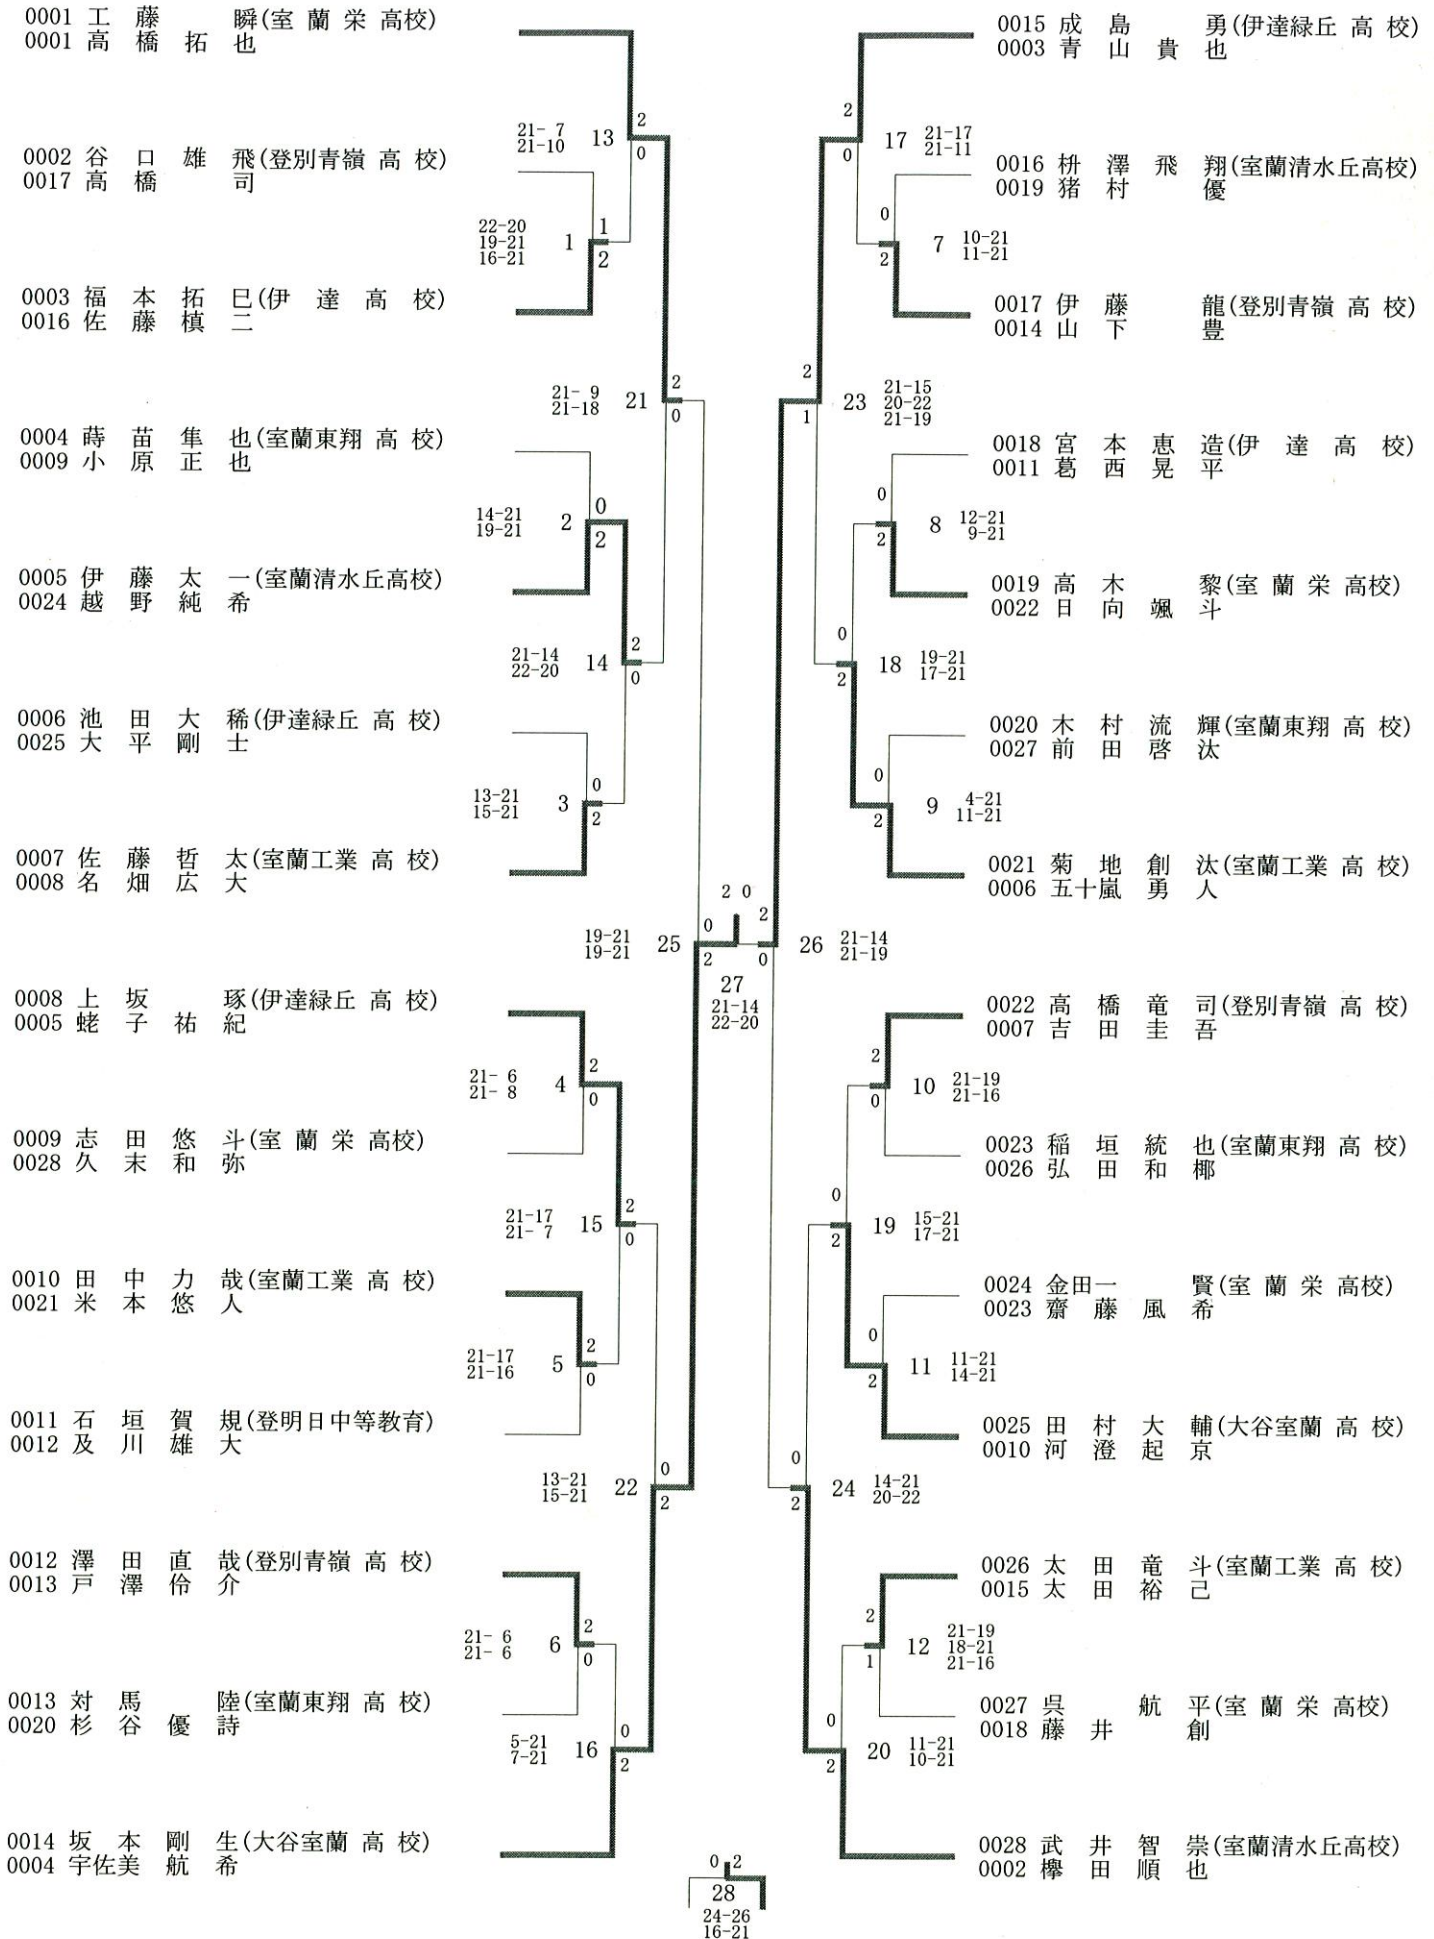 0001 工藤 瞬(室蘭栄高校)
0001 高橋拓也
21- 7
21-10
13
2
0
0002 谷口雄飛(登別青嶺高校)
0017 高橋 司
22-20
19-21
16-21
1
1
2
0003 福本拓巳(伊達高校)
0016 佐藤槙二
21- 9
21-18
21
2
0
0004 蒔苗隼也(室蘭東翔高校)
0009 小原正也
14-21
19-21
2
0
2
0005 伊藤太一(室蘭清水丘高校)
0024 越野純希
21-14
22-20
14
2
0
0006 池田大稀(伊達緑丘高校)
0025 大平剛士
13-21
15-21
3
0
2
0007 佐藤哲太(室蘭工業高校)
0008 名畑広大
19-21
19-21
25
0
2
0008 上坂 琢(伊達緑丘高校)
0005 蛯子祐紀
21- 6
21- 8
4
2
0
0009 志田悠斗(室蘭栄高校)
0028 久末和弥
21-17
21- 7
15
2
0
0010 田中力哉(室蘭工業高校)
0021 米本悠人
21-17
21-16
5
2
0
0011 石垣賀規(登明日中等教育)
0012 及川雄大
13-21
15-21
22
0
2
0012 澤田直哉(登別青嶺高校)
0013 戸澤伶介
21- 6
21- 6
6
2
0
0013 対馬 陸(室蘭東翔高校)
0020 杉谷優詩
5-21
7-21
16
0
2
0014 坂本剛生(大谷室蘭高校)
0004 宇佐美航希
2 0
27
21-14
22-20
0 2
28
24-26
16-21
0015 成島 勇(伊達緑丘高校)
0003 青山貴也
2
0
17
21-17
21-11
0016 枡澤飛翔(室蘭清水丘高校)
0019 猪村 優
0
2
7
10-21
11-21
0017 伊藤 龍(登別青嶺高校)
0014 山下 豊
2
1
23
21-15
20-22
21-19
0018 宮本恵造(伊達高校)
0011 葛西晃平
0
2
8
12-21
9-21
0019 高木 黎(室蘭栄高校)
0022 日向颯斗
0
2
18
19-21
17-21
0020 木村流輝(室蘭東翔高校)
0027 前田啓汰
0
2
9
4-21
11-21
0021 菊地創汰(室蘭工業高校)
0006 五十嵐勇人
2
0
26
21-14
21-19
0022 高橋竜司(登別青嶺高校)
0007 吉田圭吾
2
0
10
21-19
21-16
0023 稲垣統也(室蘭東翔高校)
0026 弘田和椰
0
2
19
15-21
17-21
0024 金田一 賢(室蘭栄高校)
0023 齋藤風希
0
2
11
11-21
14-21
0025 田村大輔(大谷室蘭高校)
0010 河澄起京
0
2
24
14-21
20-22
0026 太田竜斗(室蘭工業高校)
0015 太田裕己
2
1
12
21-19
18-21
21-16
0027 呉 航平(室蘭栄高校)
0018 藤井 創
0
2
20
11-21
10-21
0028 武井智崇(室蘭清水丘高校)
0002 欅田順也